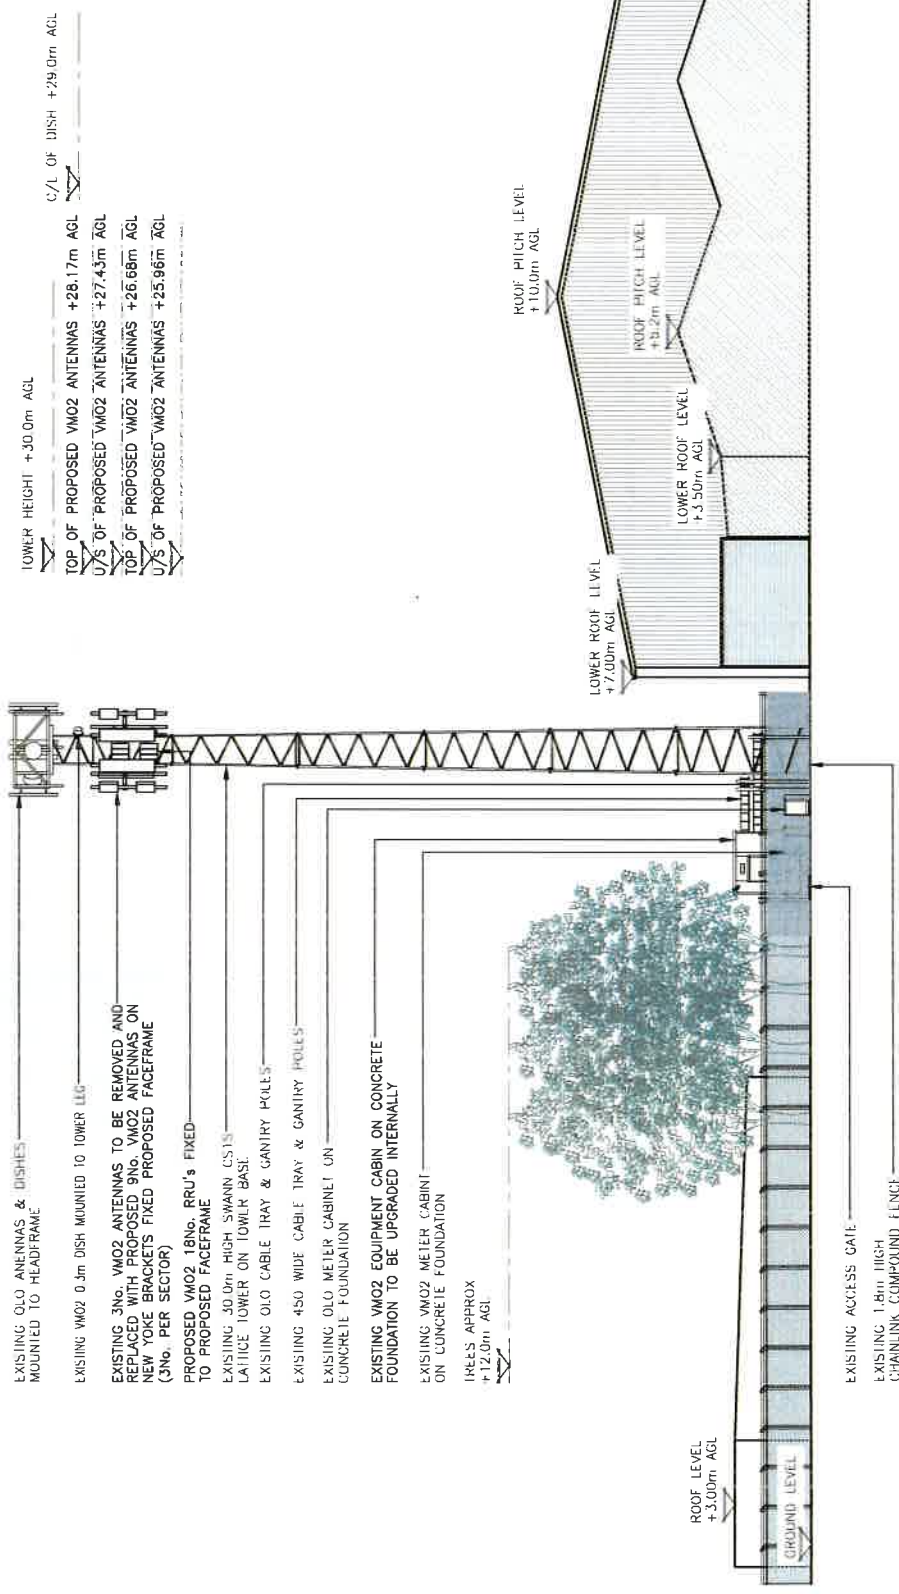 EXISTING OLO ANENNAS & DISHES
MOUNTED TO HEADFRAME
EXISTING VMO2 0.3m DISH MOUNTED TO TOWER LEG
EXISTING 3No. VMO2 ANTENNAS TO BE REMOVED AND
REPLACED WITH PROPOSED 9No. VMO2 ANTENNAS ON
NEW YOKE BRACKETS FIXED PROPOSED FACEFRAME
(3No. PER SECTOR)
PROPOSED VMO2 18No. RRU's FIXED
TO PROPOSED FACEFRAME
EXISTING 30.0m HIGH SWANN CS1S
LATTICE TOWER ON TOWER BASE
EXISTING OLO CABLE TRAY & GANTRY POLES
EXISTING 450 WIDE CABLE TRAY & GANTRY POLES
EXISTING OLO METER CABINET ON
CONCRETE FOUNDATION
EXISTING VMO2 EQUIPMENT CABIN ON CONCRETE
FOUNDATION TO BE UPGRADED INTERNALLY
EXISTING VMO2 METER CABINT
ON CONCRETE FOUNDATION
TREES APPROX
+12.0m AGL
ROOF LEVEL
+3.00m AGL
GROUND LEVEL
EXISTING ACCESS GATE
EXISTING 1.8m HIGH
CHAINLINK COMPOUND FENCE
TOWER HEIGHT +30.0m AGL
C/L OF DISH +29.0m AGL
TOP OF PROPOSED VMO2 ANTENNAS +28.17m AGL
U/S OF PROPOSED VMO2 ANTENNAS +27.43m AGL
TOP OF PROPOSED VMO2 ANTENNAS +26.68m AGL
U/S OF PROPOSED VMO2 ANTENNAS +25.96m AGL
ROOF PITCH LEVEL
+10.0m AGL
ROOF PITCH LEVEL
AGL
LOWER ROOF LEVEL
+3.50m AGL
LOWER ROOF LEVEL
+7.00m AGL